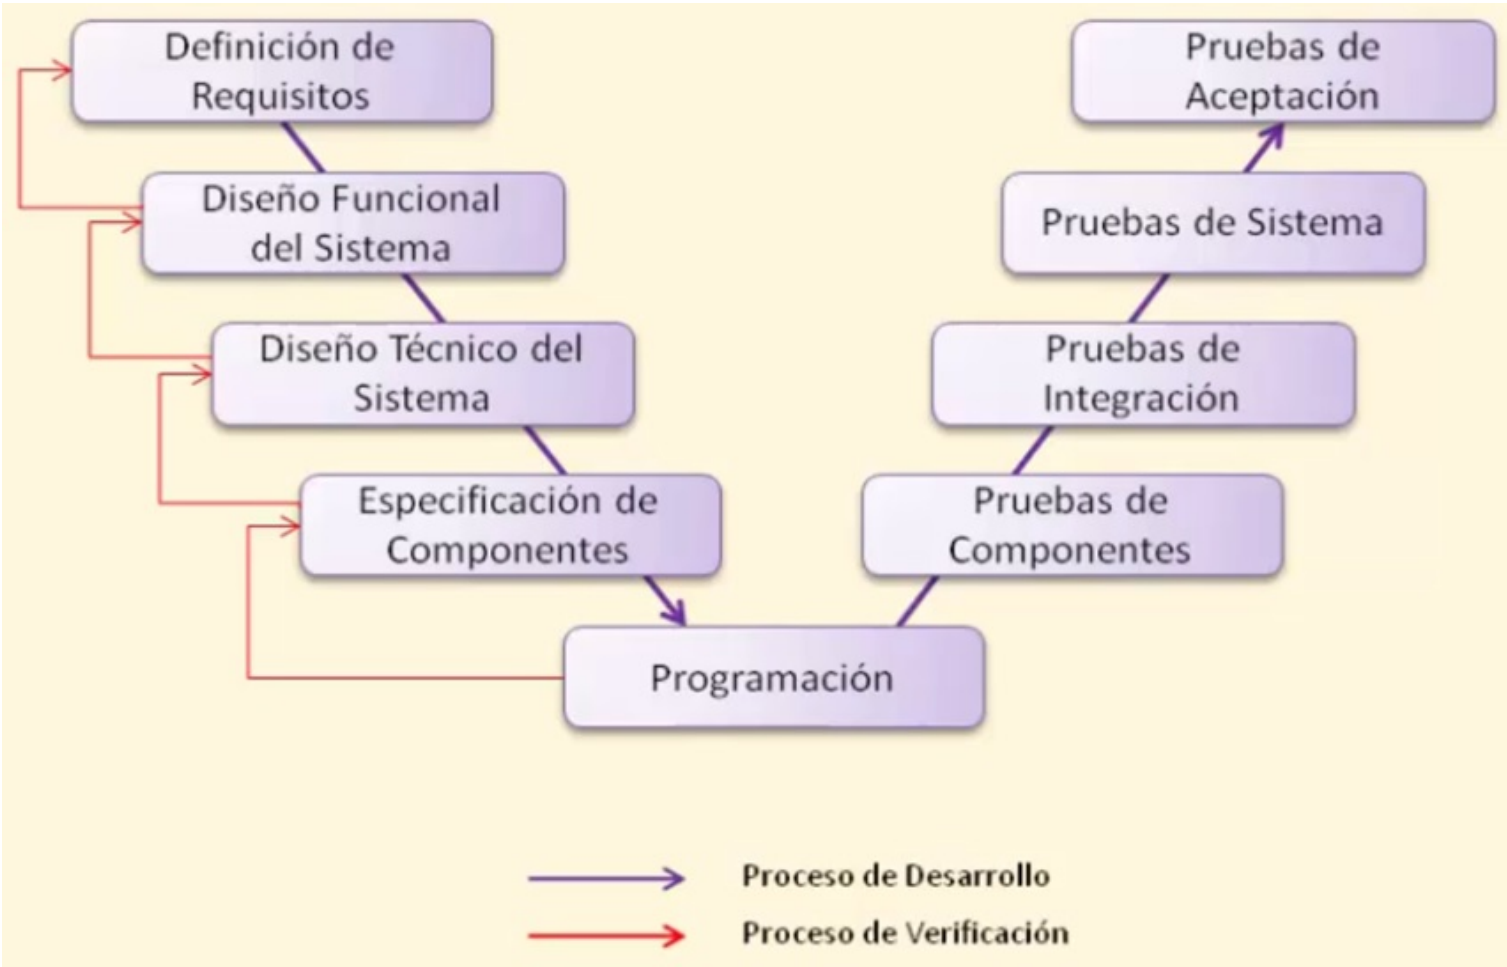 Definición de
Requisitos
Pruebas de
Aceptación
Diseño Funcional
del Sistema
Pruebas de Sistema
Diseño Técnico del
Sistema
Pruebas de
Integración
Especificación de
Componentes
Pruebas de
Componentes
Programación
Proceso de Desarrollo
Proceso de Verificación